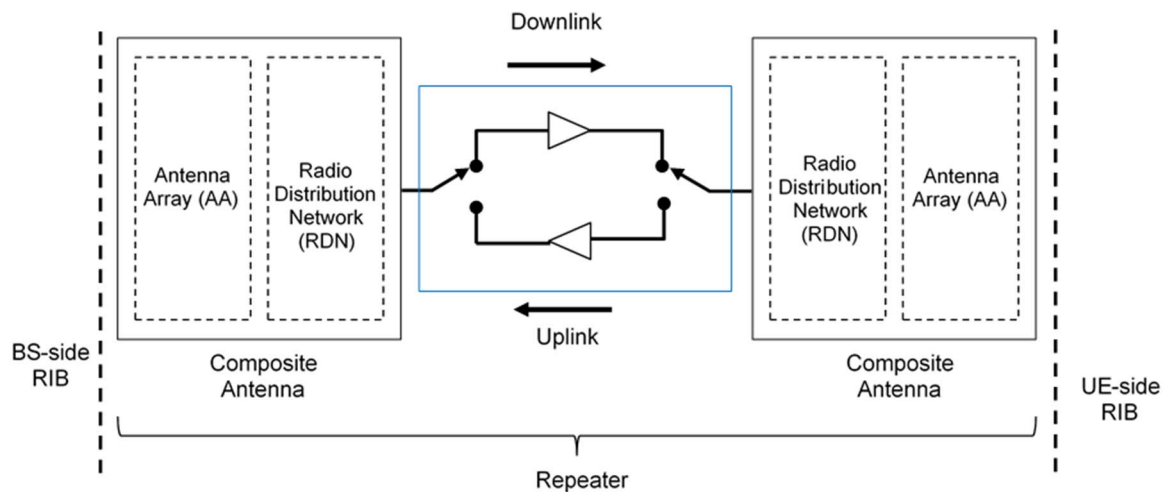 Downlink
Antenna
Array (AA)
Radio
Distribution
Network
(RDN)
Radio
Distribution
Network
(RDN)
Antenna
Array (AA)
Uplink
BS-side
RIB
Composite
Antenna
Composite
Antenna
UE-side
RIB
Repeater